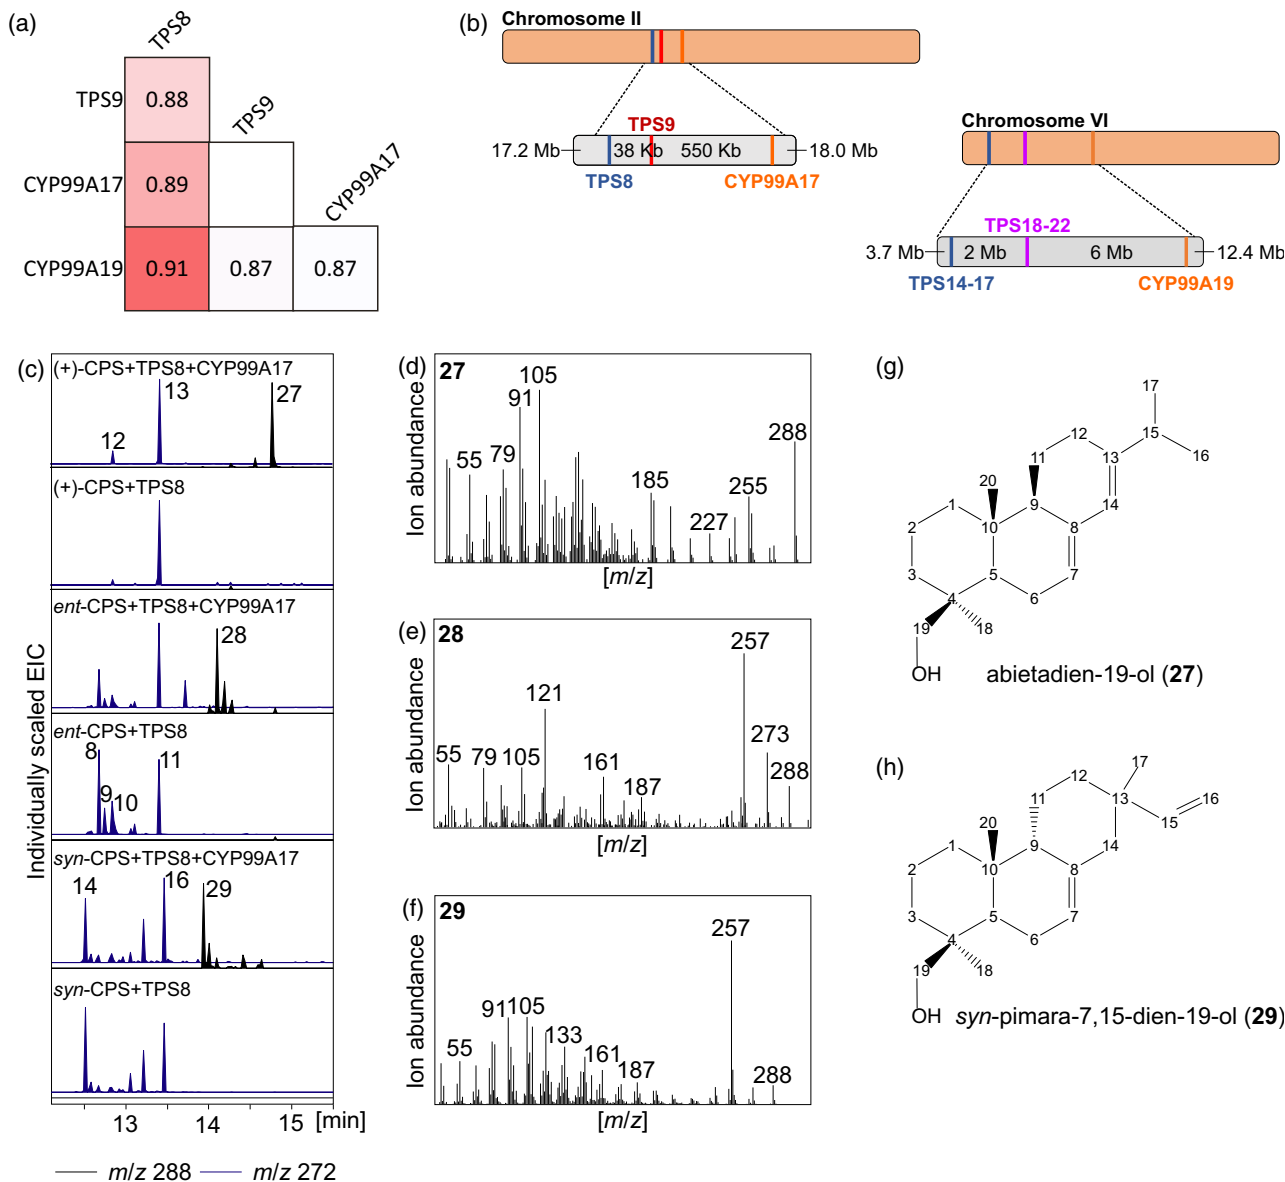 (a)
TPS8
TPS9 0.88 TPS9
CYP99A17 0.89 CYP99A17
CYP99A19 0.91 0.87 0.87
(b)
Chromosome II
TPS9
17.2 Mb 38 Kb 550 Kb 18.0 Mb
TPS8 CYP99A17
Chromosome VI
TPS18-22
3.7 Mb 2 Mb 6 Mb 12.4 Mb
TPS14-17 CYP99A19
(c)
Individually scaled EIC
(+)-CPS+TPS8+CYP99A17
12 13 27
(+)-CPS+TPS8
ent-CPS+TPS8+CYP99A17
28
ent-CPS+TPS8
8 9 10 11
syn-CPS+TPS8+CYP99A17
14 16 29
syn-CPS+TPS8
13 14 15 [min]
m/z 288 m/z 272
(d)
27
Ion abundance
55 79 91 105 185 227 255 288
[m/z]
(e)
28
Ion abundance
55 79 105 121 161 187 257 273 288
[m/z]
(f)
29
Ion abundance
55 91 105 133 161 187 257 288
[m/z]
(g)
17
12 15
11 13 16
20
1 9 14
2 10 8
3 5 7
4 6
19 18
OH
abietadien-19-ol (27)
(h)
17
12
11 13 16
20 15
1 9 14
2 10 8
3 5 7
4 6
19 18
OH
syn-pimara-7,15-dien-19-ol (29)